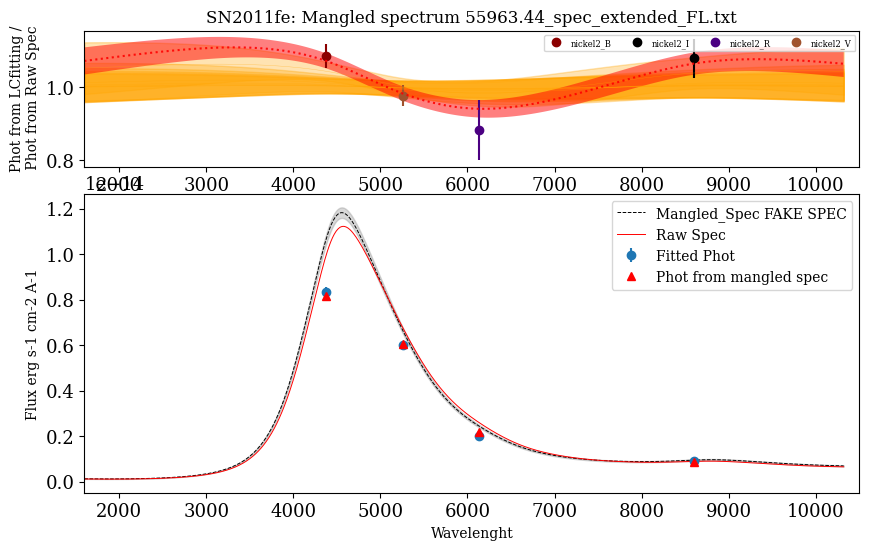 SN2011fe: Mangled spectrum 55963.44_spec_extended_FL.txt
Phot from LCfitting /
Phot from Raw Spec
1.0
0.8
nickel2_B
nickel2_I
nickel2_R
nickel2_V
2000 3000 4000 5000 6000 7000 8000 9000 10000
1e−14
Flux erg s-1 cm-2 A-1
1.2
1.0
0.8
0.6
0.4
0.2
0.0
Mangled_Spec FAKE SPEC
Raw Spec
Fitted Phot
Phot from mangled spec
2000 3000 4000 5000 6000 7000 8000 9000 10000
Wavelenght